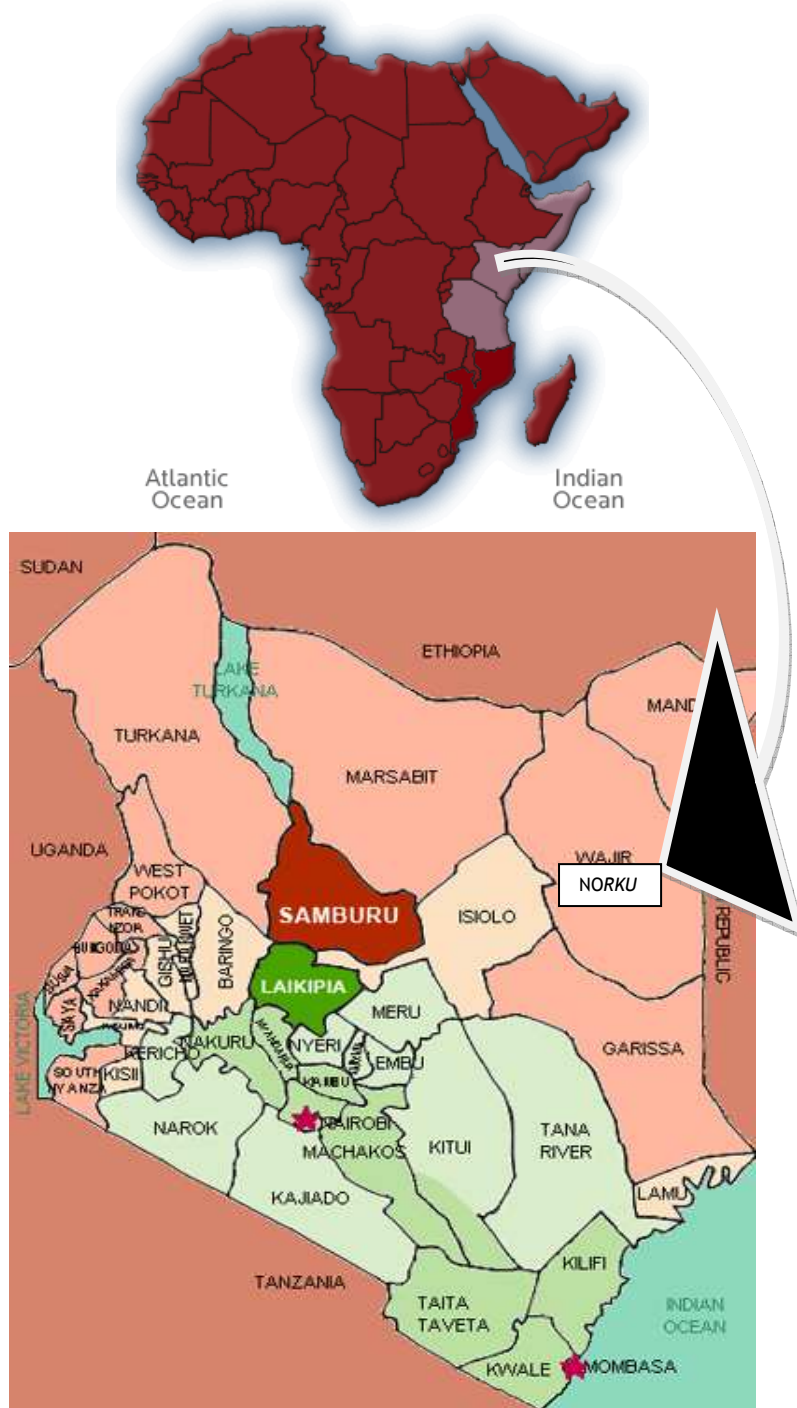 Atlantic
Ocean
Indian
Ocean
SUDAN
ETHIOPIA
LAKE
TURKANA
MAND
TURKANA
MARSABIT
UGANDA
WAJIR
WEST
POKOT
NORKU
SAMBURU
ISIOLO
REPUBLIC
BARINGO
GISHU
LAIKIPIA
NANDI
MERU
LAKE VICTORIA
SIAYA
NAKURU
NYERI
EMBU
KERICHO
GARISSA
SOUTH
NYANZA
KISII
NAROK
NAIROBI
MACHAKOS
KITUI
TANA
RIVER
KAJIADO
LAMU
KILIFI
TANZANIA
TAITA
TAVETA
INDIAN
OCEAN
KWALE
MOMBASA